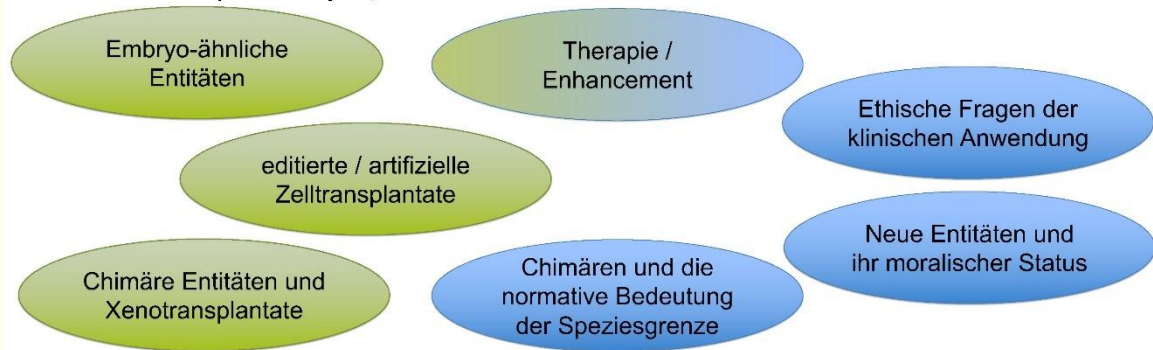 Embryo-ähnliche
Entitäten
Therapie /
Enhancement
Ethische Fragen der
klinischen Anwendung
editierte / artifizielle
Zelltransplantate
Neue Entitäten und
ihr moralischer Status
Chimäre Entitäten und
Xenotransplantate
Chimären und die
normative Bedeutung
der Speziesgrenze